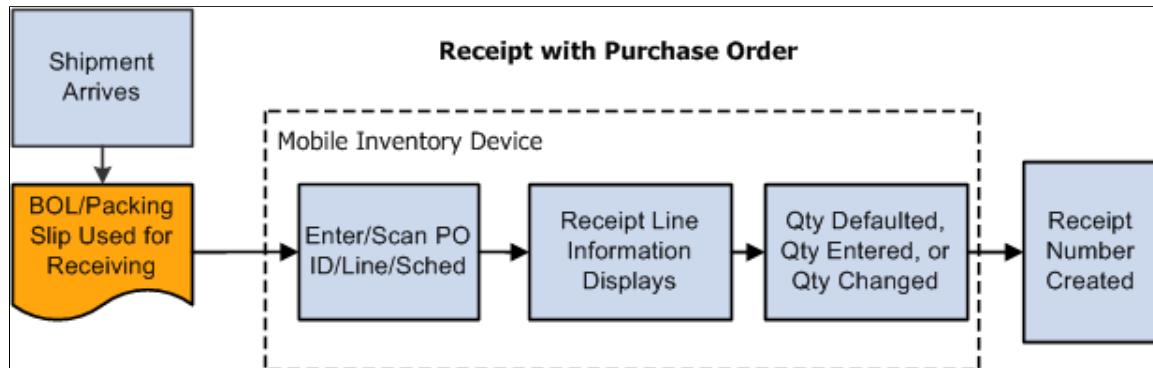 Shipment
Arrives
Receipt with Purchase Order
Mobile Inventory Device
BOL/Packing
Slip Used for
Receiving
Enter/Scan PO
ID/Line/Sched
Receipt Line
Information
Displays
Qty Defaulted,
Qty Entered, or
Qty Changed
Receipt
Number
Created